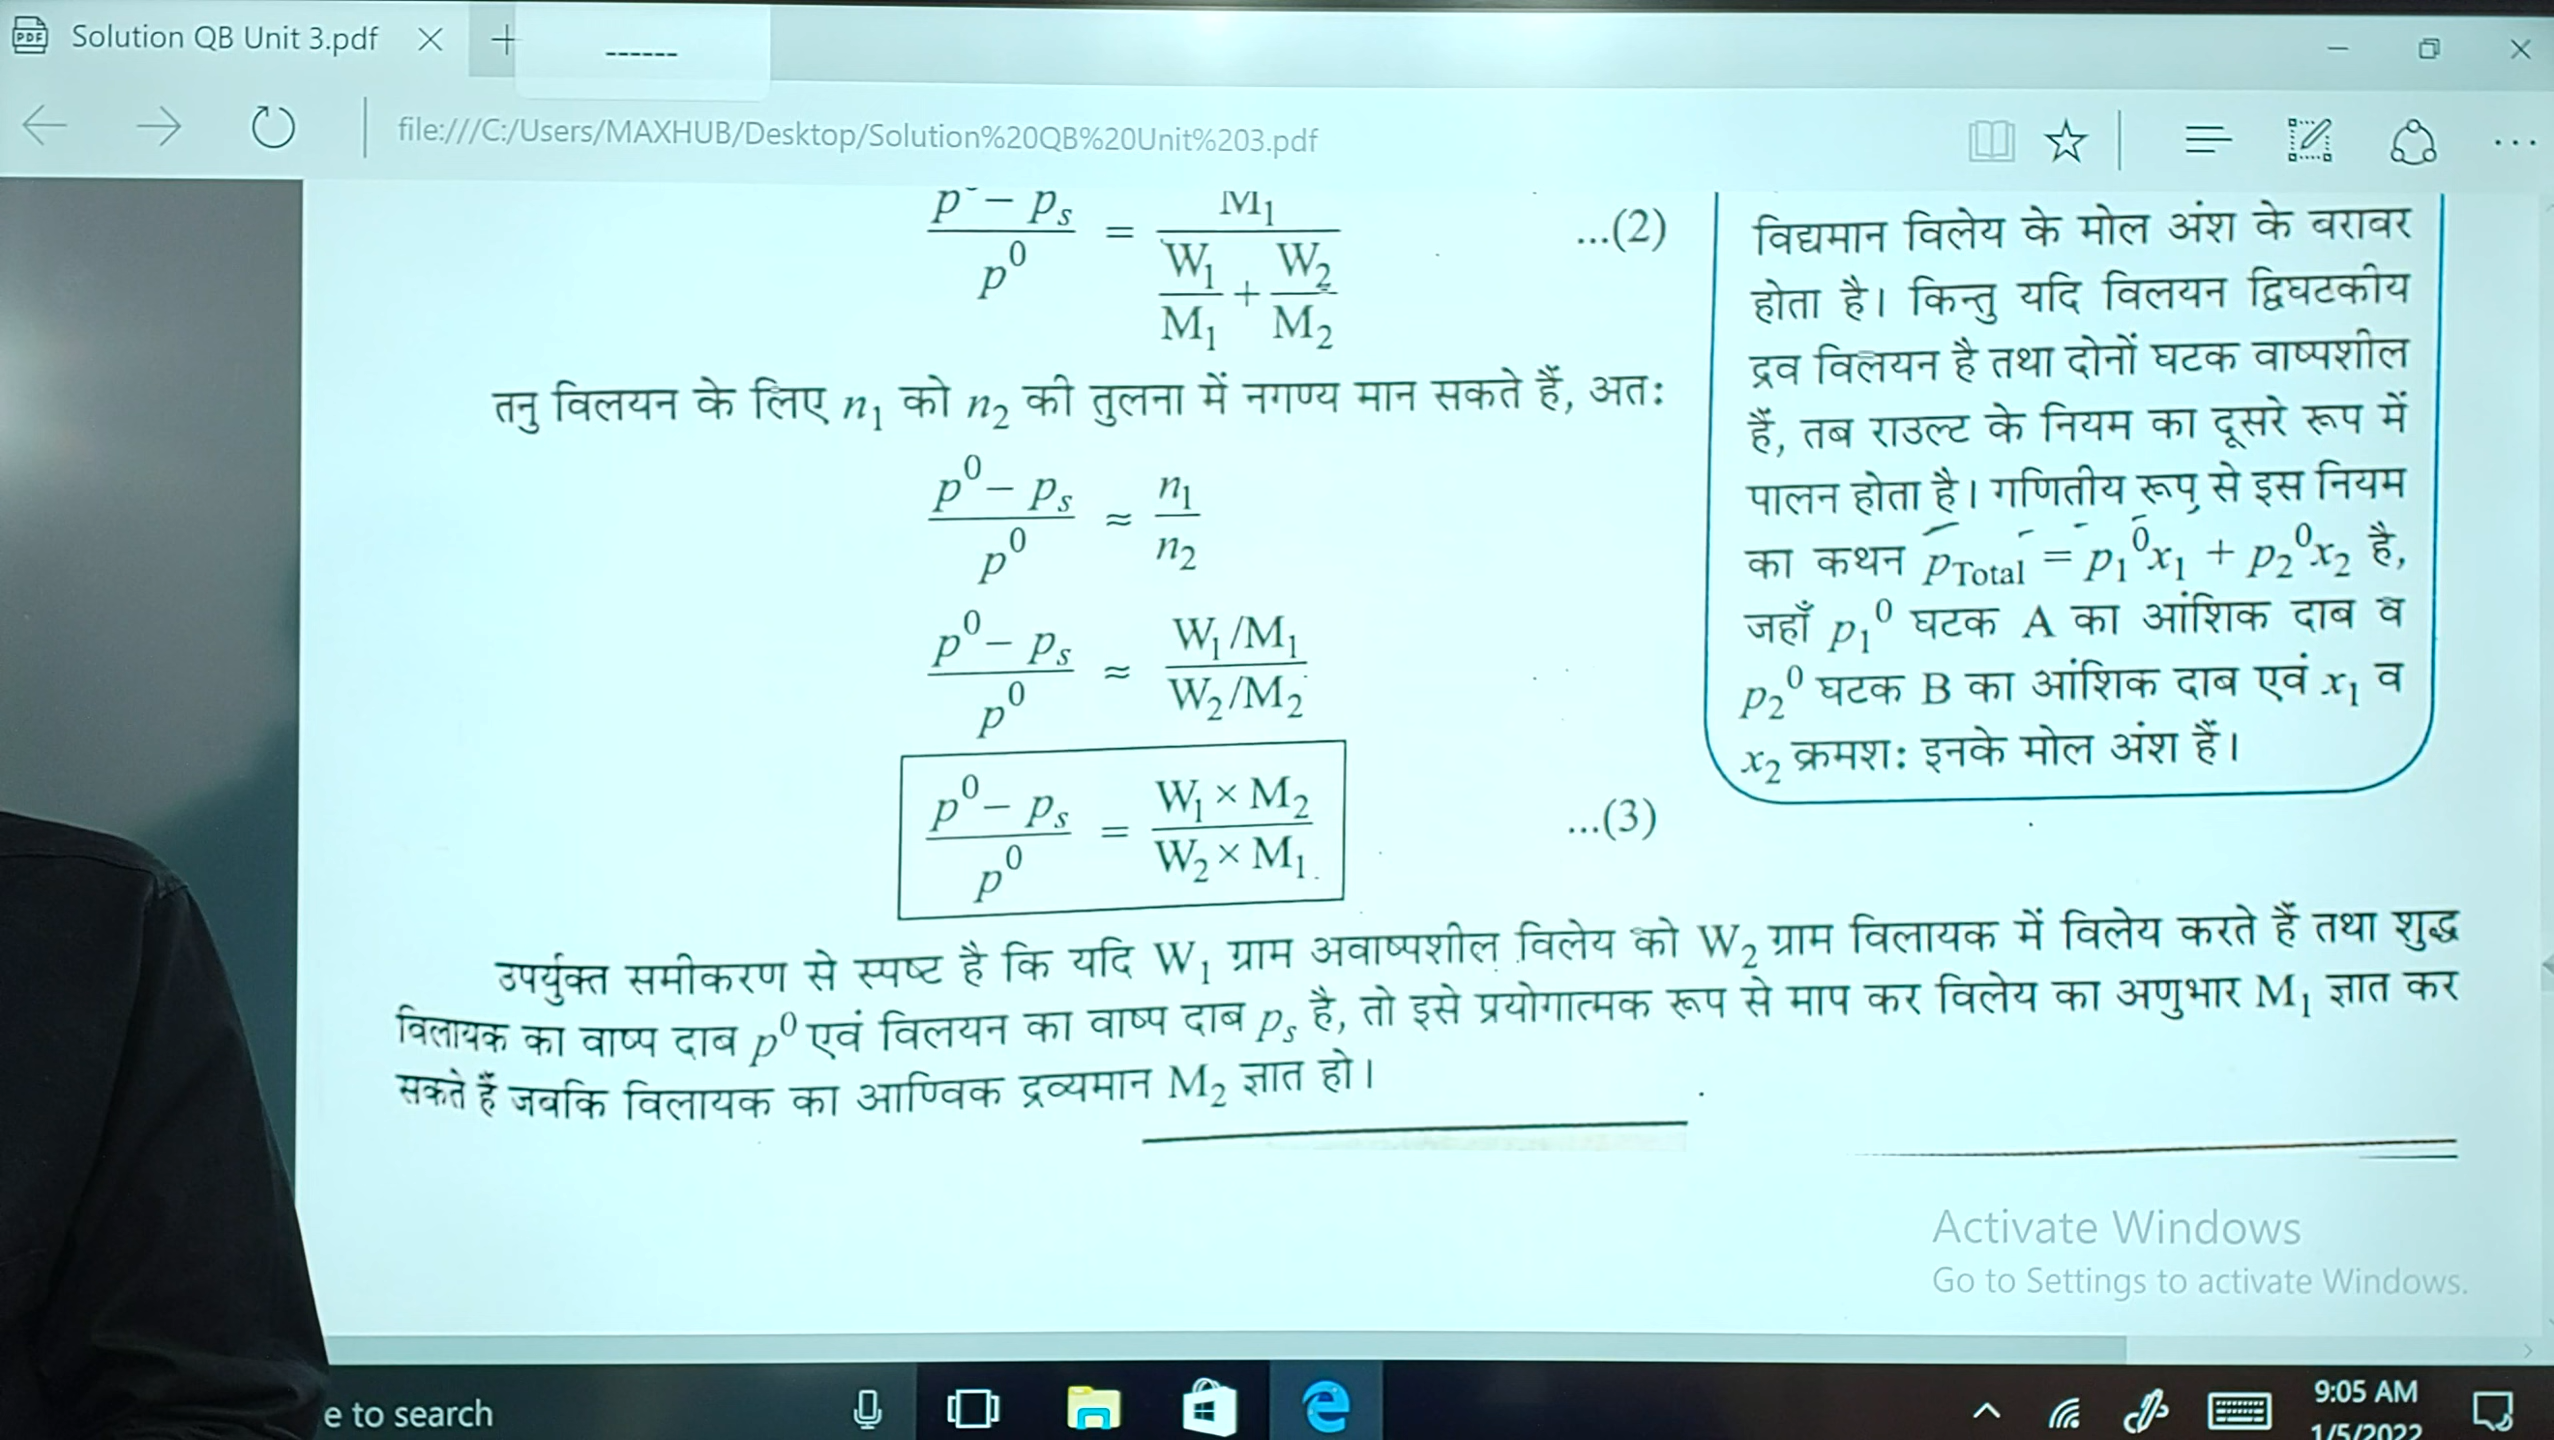 Solution QB Unit 3.pdf
------
file:///C:/Users/MAXHUB/Desktop/Solution%20QB%20Unit%203.pdf
p - pₛ / p⁰ = M₁ / (W₁/M₁ + W₂/M₂) ...(2)
तनु विलयन के लिए n₁ को n₂ की तुलना में नगण्य मान सकते हैं, अतः
p⁰ - pₛ / p⁰ ≈ n₁ / n₂
p⁰ - pₛ / p⁰ ≈ W₁/M₁ / W₂/M₂
p⁰ - pₛ / p⁰ = W₁ × M₂ / W₂ × M₁ ...(3)
विद्यमान विलेय के मोल अंश के बराबर
होता है। किन्तु यदि विलयन द्विघटकीय
द्रव विलयन है तथा दोनों घटक वाष्पशील
हैं, तब राउल्ट के नियम का दूसरे रूप में
पालन होता है। गणितीय रूप से इस नियम
का कथन p_Total = p₁⁰x₁ + p₂⁰x₂ है,
जहाँ p₁⁰ घटक A का आंशिक दाब व
p₂⁰ घटक B का आंशिक दाब एवं x₁ व
x₂ क्रमशः इनके मोल अंश हैं।
उपर्युक्त समीकरण से स्पष्ट है कि यदि W₁ ग्राम अवाष्पशील विलेय को W₂ ग्राम विलायक में विलेय करते हैं तथा शुद्ध
विलायक का वाष्प दाब p⁰ एवं विलयन का वाष्प दाब pₛ है, तो इसे प्रयोगात्मक रूप से माप कर विलेय का अणुभार M₁ ज्ञात कर
सकते हैं जबकि विलायक का आण्विक द्रव्यमान M₂ ज्ञात हो।
Activate Windows
Go to Settings to activate Windows.
e to search
9:05 AM
1/5/2022